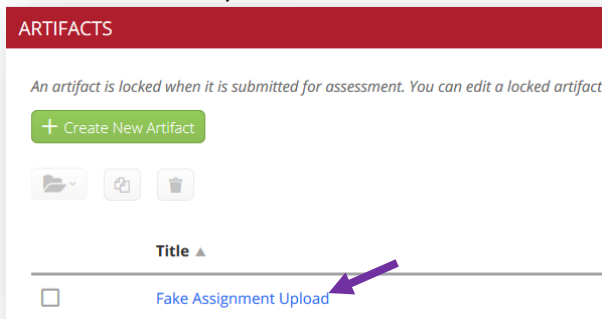 ARTIFACTS
An artifact is locked when it is submitted for assessment. You can edit a locked artifact
+ Create New Artifact
Title ▲
Fake Assignment Upload